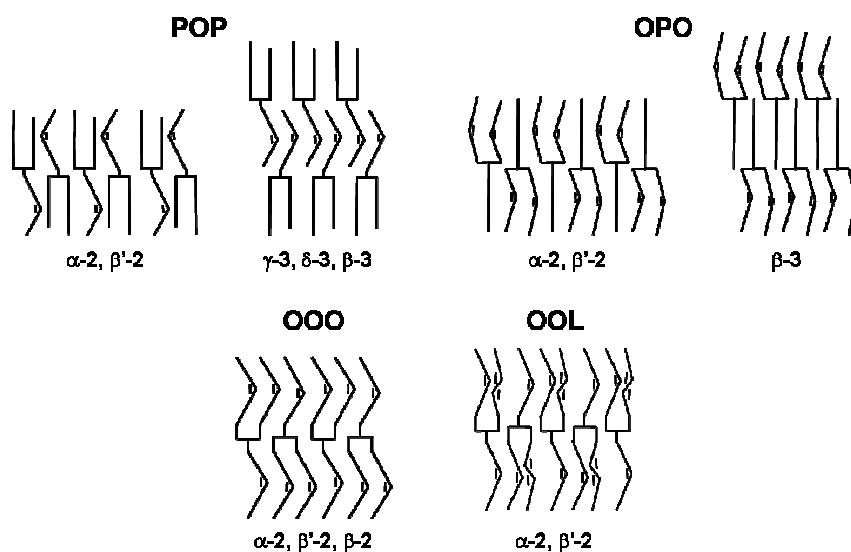 POP
OPO
α-2, β'-2
γ-3, δ-3, β-3
α-2, β'-2
β-3
OOO
OOL
α-2, β'-2, β-2
α-2, β'-2